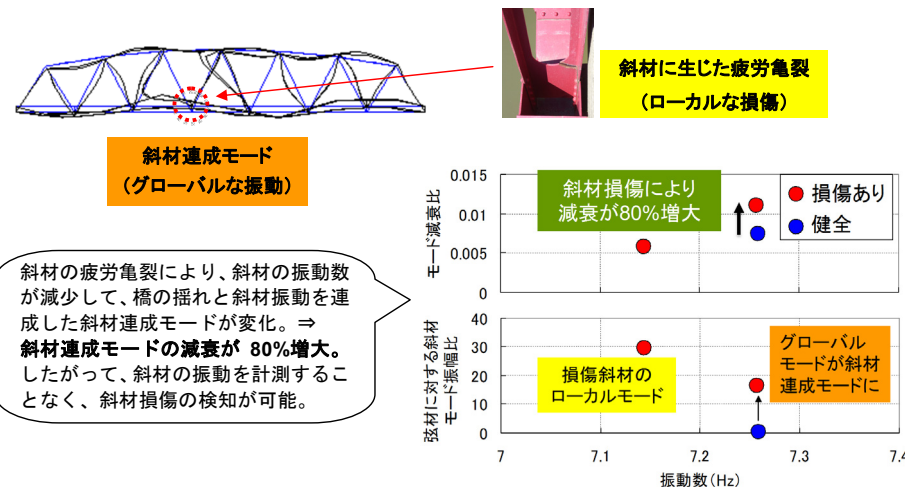 斜材に生じた疲労亀裂
（ローカルな損傷）
斜材連成モード
（グローバルな振動）
斜材の疲労亀裂により、斜材の振動数
が減少して、橋の揺れと斜材振動を連
成した斜材連成モードが変化。⇒
斜材連成モードの減衰が 80%増大。
したがって、斜材の振動を計測するこ
となく、斜材損傷の検知が可能。
モード減衰比
0.015
0.01
0.005
0
斜材損傷により
減衰が80%増大
損傷あり
健全
弦材に対する斜材
モード振幅比
40
30
20
10
0
損傷斜材の
ローカルモード
グローバル
モードが斜材
連成モードに
7
7.1
7.2
7.3
7.4
振動数(Hz)